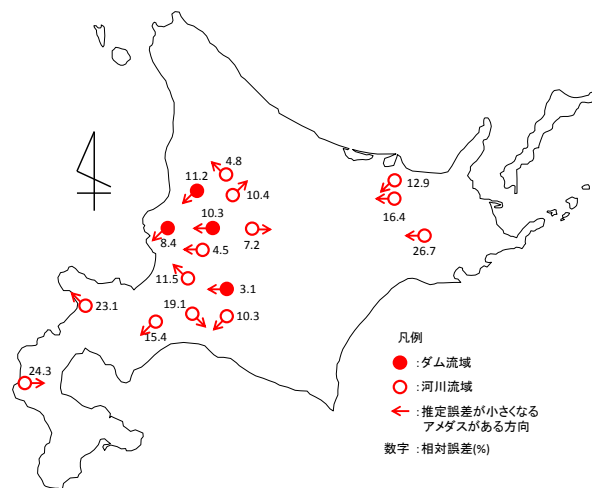 4.8
11.2
10.4
12.9
16.4
10.3
8.4
7.2
4.5
26.7
11.5
3.1
23.1
19.1
10.3
15.4
24.3
凡例
:ダム流域
:河川流域
:推定誤差が小さくなる
アメダスがある方向
数字 :相対誤差(%)